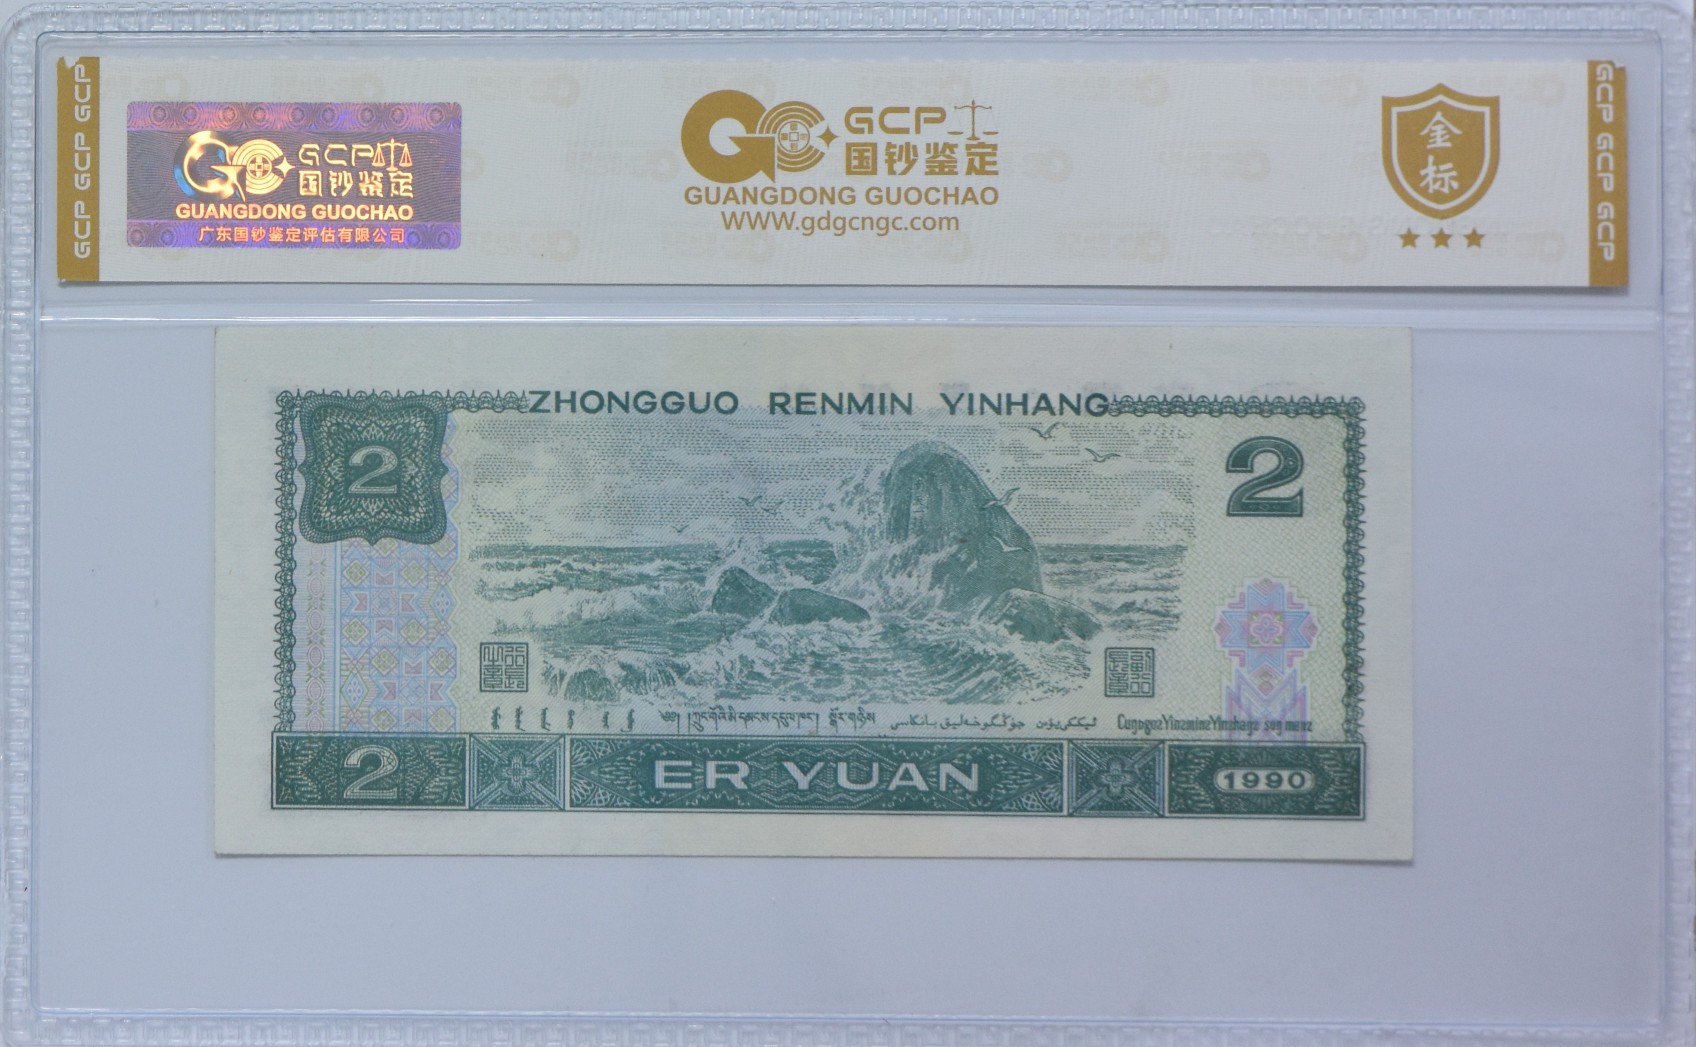 GCP GCP GCP
GCP 国钞鉴定
GUANGDONG GUOCHAO
广东国钞鉴定评估有限公司
GCP
国钞鉴定
GUANGDONG GUOCHAO
WWW.gdgcngc.com
金标
GCP GCP GCP
ZHONGGUO RENMIN YINHANG
2
2
2
ER YUAN
1990